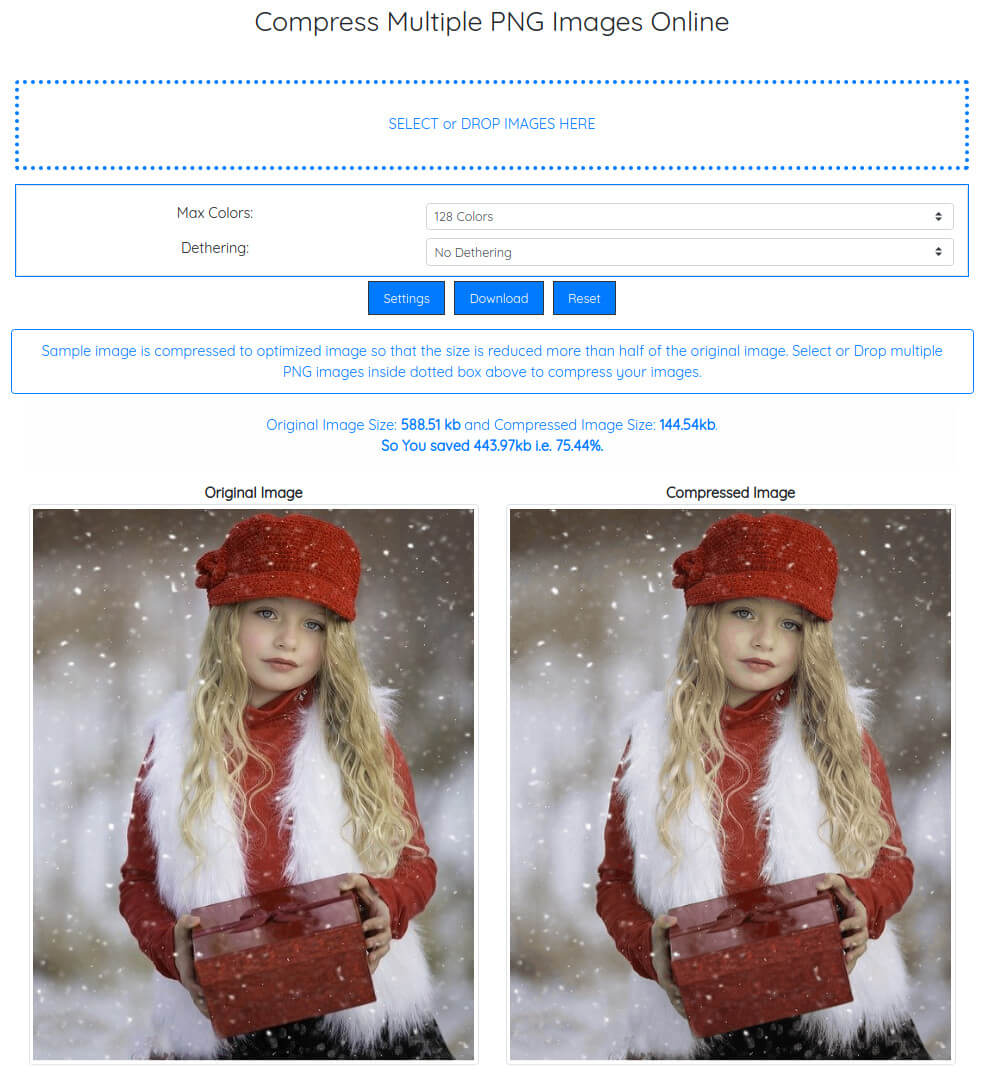 Compress Multiple PNG Images Online
SELECT or DROP IMAGES HERE
Max Colors:
128 Colors
Dethering:
No Dethering
Settings
Download
Reset
Sample image is compressed to optimized image so that the size is reduced more than half of the original image. Select or Drop multiple
PNG images inside dotted box above to compress your images.
Original Image Size: 588.51 kb and Compressed Image Size: 144.54kb.
So You saved 443.97kb i.e. 75.44%.
Original Image
Compressed Image